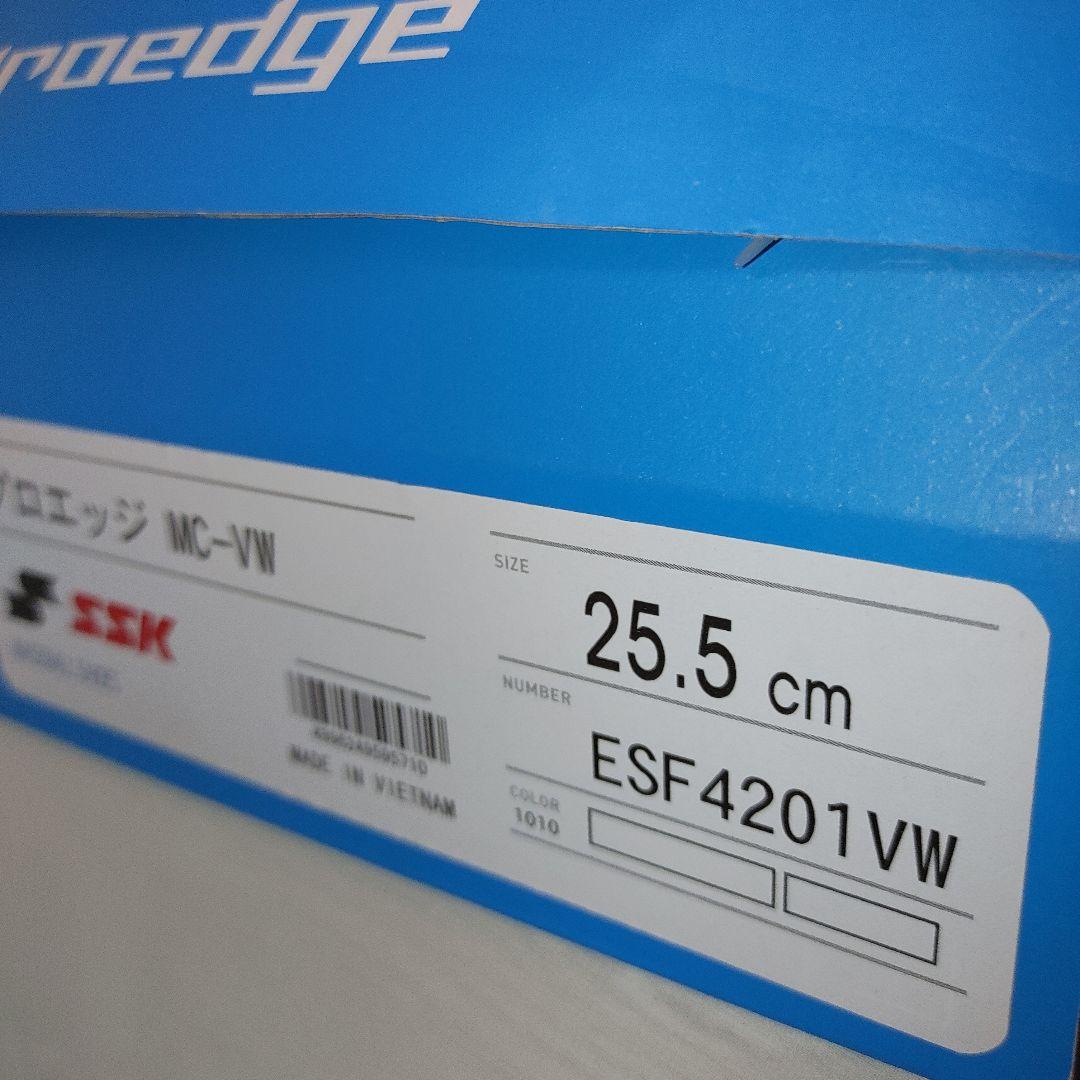 proedge
プロエッジ MC-VW
SSK
SIZE
25.5 cm
NUMBER
ESF4201VW
COLOR
1010
MADE IN VIETNAM